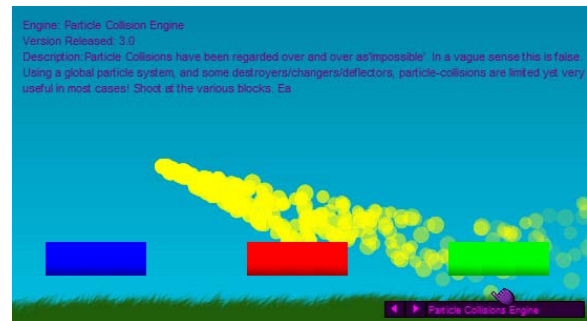 Engine: Particle Collision Engine
Version Released: 3.0
Description:Particle Collisions have been regarded over and over as'Impossible'. In a vague sense this is false.
Using a global particle system, and some destroyers/changers/deflectors, particle-collisions are limited yet very
useful in most cases! Shoot at the various blocks. Ea
Particle Collisions Engine